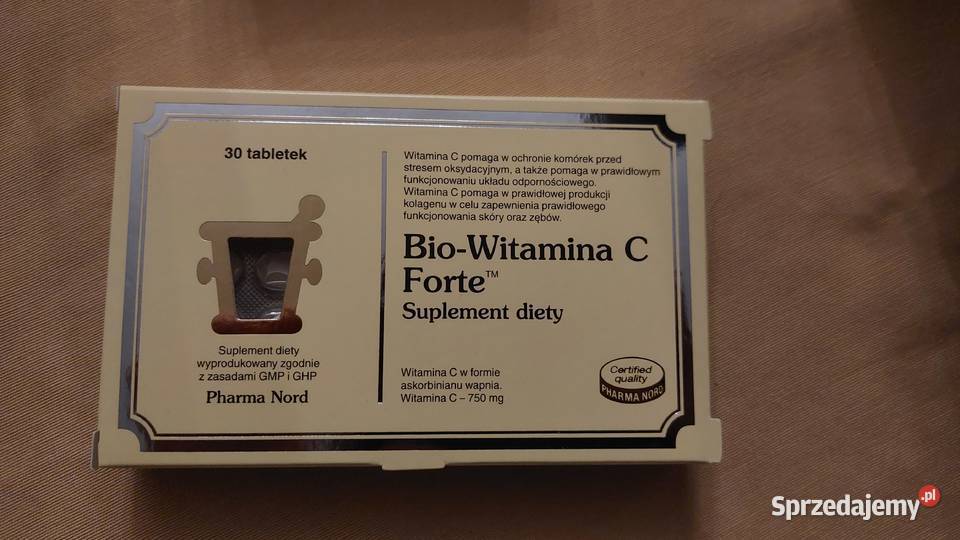 30 tabletek
Suplement diety
wyprodukowany zgodnie
z zasadami GMP i GHP
Pharma Nord
Witamina C pomaga w ochronie komórek przed
stresem oksydacyjnym, a także pomaga w prawidłowym
funkcjonowaniu układu odpornościowego.
Witamina C pomaga w prawidłowej produkcji
kolagenu w celu zapewnienia prawidłowego
funkcjonowania skóry oraz zębów.
Bio-Witamina C
Forte™
Suplement diety
Witamina C w formie
askorbinianu wapnia.
Witamina C – 750 mg
Certified
quality
PHARMA NORD
Sprzedajemy.pl